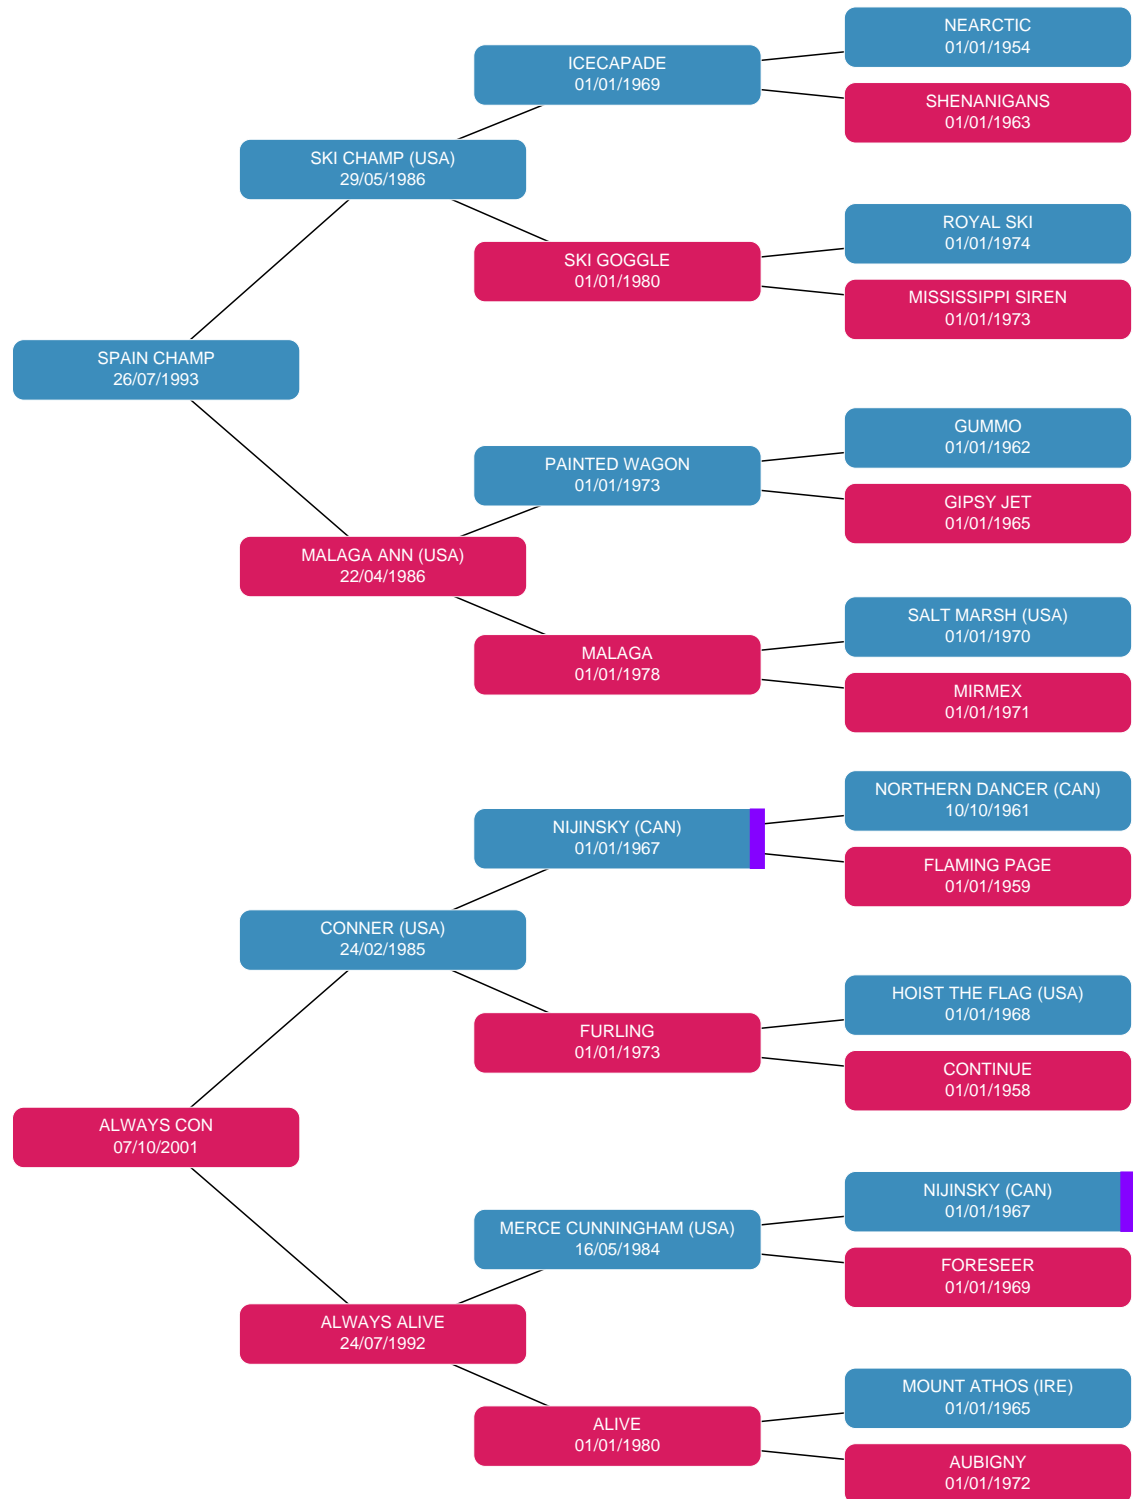 NEARCTIC
01/01/1954
ICECAPADE
01/01/1969
SHENANIGANS
01/01/1963
SKI CHAMP (USA)
29/05/1986
ROYAL SKI
01/01/1974
SKI GOGGLE
01/01/1980
MISSISSIPPI SIREN
01/01/1973
SPAIN CHAMP
26/07/1993
GUMMO
01/01/1962
PAINTED WAGON
01/01/1973
GIPSY JET
01/01/1965
MALAGA ANN (USA)
22/04/1986
SALT MARSH (USA)
01/01/1970
MALAGA
01/01/1978
MIRMEX
01/01/1971
NORTHERN DANCER (CAN)
10/10/1961
NIJINSKY (CAN)
01/01/1967
FLAMING PAGE
01/01/1959
CONNER (USA)
24/02/1985
HOIST THE FLAG (USA)
01/01/1968
FURLING
01/01/1973
CONTINUE
01/01/1958
ALWAYS CON
07/10/2001
NIJINSKY (CAN)
01/01/1967
MERCE CUNNINGHAM (USA)
16/05/1984
FORESEER
01/01/1969
ALWAYS ALIVE
24/07/1992
MOUNT ATHOS (IRE)
01/01/1965
ALIVE
01/01/1980
AUBIGNY
01/01/1972